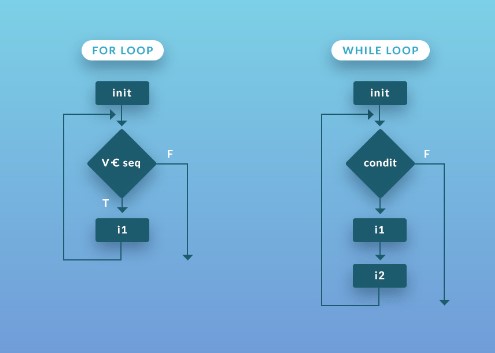 FOR LOOP
init
V € seq
F
T
i1
WHILE LOOP
init
condit
F
i1
i2